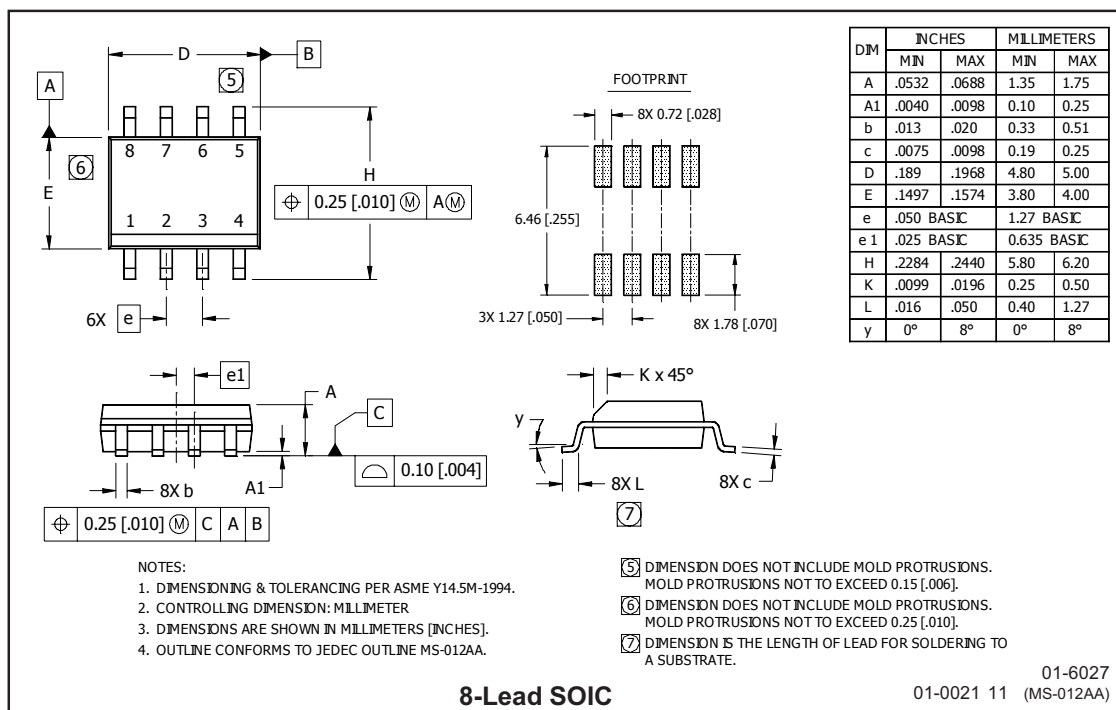 D
B
5
A
8 7 6 5
6
E
H
⌖ 0.25 [.010] Ⓜ AⓂ
1 2 3 4
6X e
FOOTPRINT
8X 0.72 [.028]
6.46 [.255]
3X 1.27 [.050]
8X 1.78 [.070]
DIM INCHES MILLIMETERS
MIN MAX MIN MAX
A .0532 .0688 1.35 1.75
A1 .0040 .0098 0.10 0.25
b .013 .020 0.33 0.51
c .0075 .0098 0.19 0.25
D .189 .1968 4.80 5.00
E .1497 .1574 3.80 4.00
e .050 BASIC 1.27 BASIC
e 1 .025 BASIC 0.635 BASIC
H .2284 .2440 5.80 6.20
K .0099 .0196 0.25 0.50
L .016 .050 0.40 1.27
y 0° 8° 0° 8°
e1
A
C
⌓ 0.10 [.004]
8X b
A1
⌖ 0.25 [.010] Ⓜ C A B
K x 45°
y
8X L
8X c
7
NOTES:
1. DIMENSIONING & TOLERANCING PER ASME Y14.5M-1994.
2. CONTROLLING DIMENSION: MILLIMETER
3. DIMENSIONS ARE SHOWN IN MILLIMETERS [INCHES].
4. OUTLINE CONFORMS TO JEDEC OUTLINE MS-012AA.
5 DIMENSION DOES NOT INCLUDE MOLD PROTRUSIONS.
MOLD PROTRUSIONS NOT TO EXCEED 0.15 [.006].
6 DIMENSION DOES NOT INCLUDE MOLD PROTRUSIONS.
MOLD PROTRUSIONS NOT TO EXCEED 0.25 [.010].
7 DIMENSION IS THE LENGTH OF LEAD FOR SOLDERING TO
A SUBSTRATE.
8-Lead SOIC
01-6027
01-0021 11 (MS-012AA)